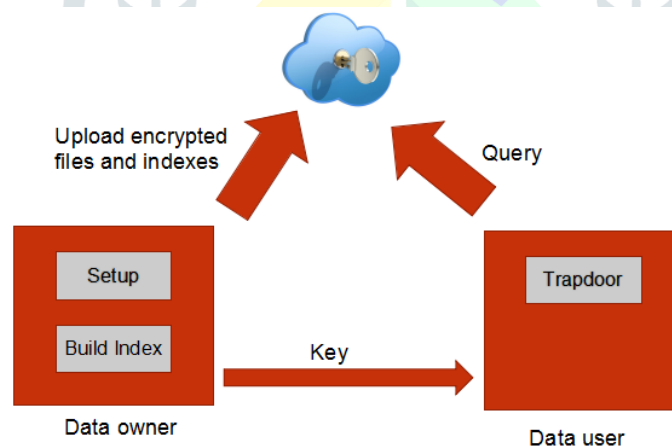 Upload encrypted
files and indexes
Query
Setup
Build Index
Trapdoor
Key
Data owner
Data user